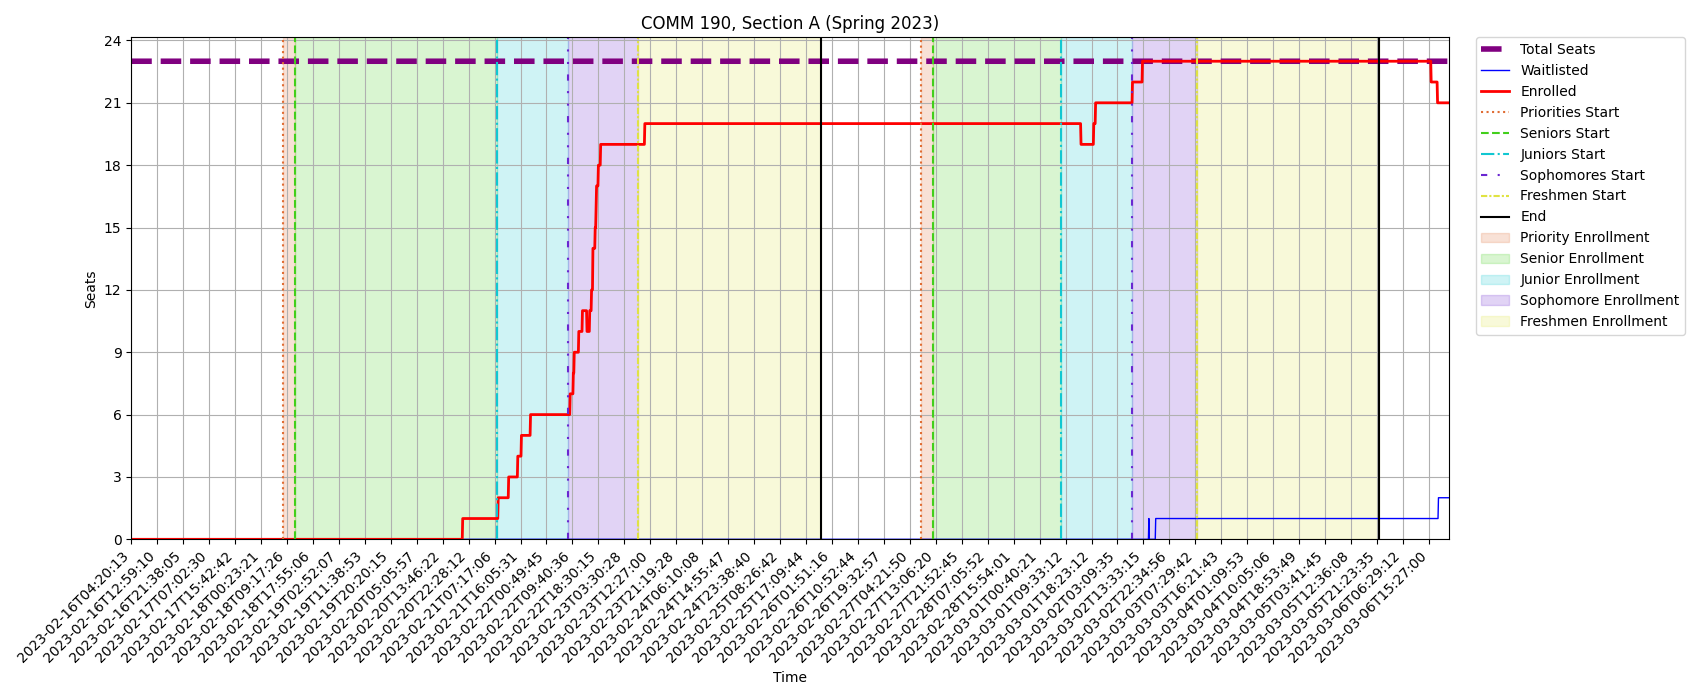 COMM 190, Section A (Spring 2023)
Seats
24
21
18
15
12
9
6
3
0
2023-02-16T04:20:13
2023-02-16T12:59:10
2023-02-16T21:38:05
2023-02-17T07:02:30
2023-02-17T15:42:42
2023-02-18T00:23:21
2023-02-18T09:17:26
2023-02-18T17:55:06
2023-02-19T02:52:07
2023-02-19T11:38:53
2023-02-19T20:20:15
2023-02-20T05:05:57
2023-02-20T13:46:22
2023-02-20T22:28:12
2023-02-21T07:17:06
2023-02-21T16:05:31
2023-02-22T00:49:45
2023-02-22T09:40:36
2023-02-22T18:30:15
2023-02-23T03:30:28
2023-02-23T12:27:00
2023-02-23T21:19:28
2023-02-24T06:10:08
2023-02-24T14:55:47
2023-02-24T23:38:40
2023-02-25T08:26:42
2023-02-25T17:09:44
2023-02-26T01:51:16
2023-02-26T10:52:44
2023-02-26T19:32:57
2023-02-27T04:21:50
2023-02-27T13:06:20
2023-02-27T21:52:45
2023-02-28T07:05:52
2023-02-28T15:54:01
2023-03-01T00:40:21
2023-03-01T09:33:12
2023-03-01T18:23:12
2023-03-02T03:09:35
2023-03-02T13:33:15
2023-03-02T22:34:56
2023-03-03T07:29:42
2023-03-03T16:21:43
2023-03-04T01:09:53
2023-03-04T10:05:06
2023-03-04T18:53:49
2023-03-05T03:41:45
2023-03-05T12:36:08
2023-03-05T21:23:35
2023-03-06T06:29:12
2023-03-06T15:27:00
Time
Total Seats
Waitlisted
Enrolled
Priorities Start
Seniors Start
Juniors Start
Sophomores Start
Freshmen Start
End
Priority Enrollment
Senior Enrollment
Junior Enrollment
Sophomore Enrollment
Freshmen Enrollment